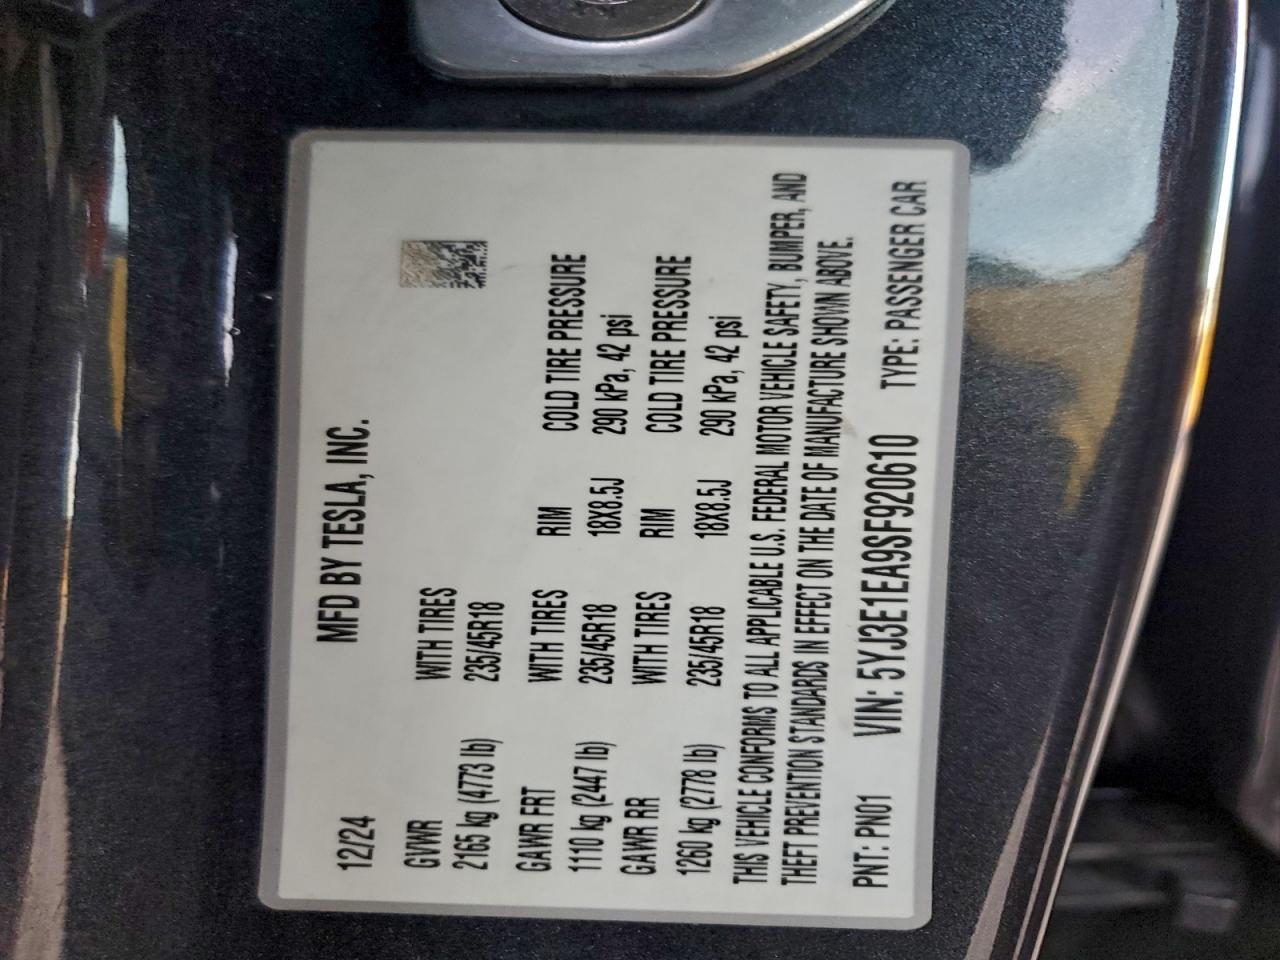 MFD BY TESLA, INC.
12/24
GVWR WITH TIRES
2165 kg (4773 lb) 235/45R18
GAWR FRT WITH TIRES RIM COLD TIRE PRESSURE
1110 kg (2447 lb) 235/45R18 18X8.5J 290 kPa, 42 psi
GAWR RR WITH TIRES RIM COLD TIRE PRESSURE
1260 kg (2778 lb) 235/45R18 18X8.5J 290 kPa, 42 psi
THIS VEHICLE CONFORMS TO ALL APPLICABLE U.S. FEDERAL MOTOR VEHICLE SAFETY, BUMPER, AND
THEFT PREVENTION STANDARDS IN EFFECT ON THE DATE OF MANUFACTURE SHOWN ABOVE.
PNT: PN01 VIN: 5YJ3E1EA9SF920610 TYPE: PASSENGER CAR